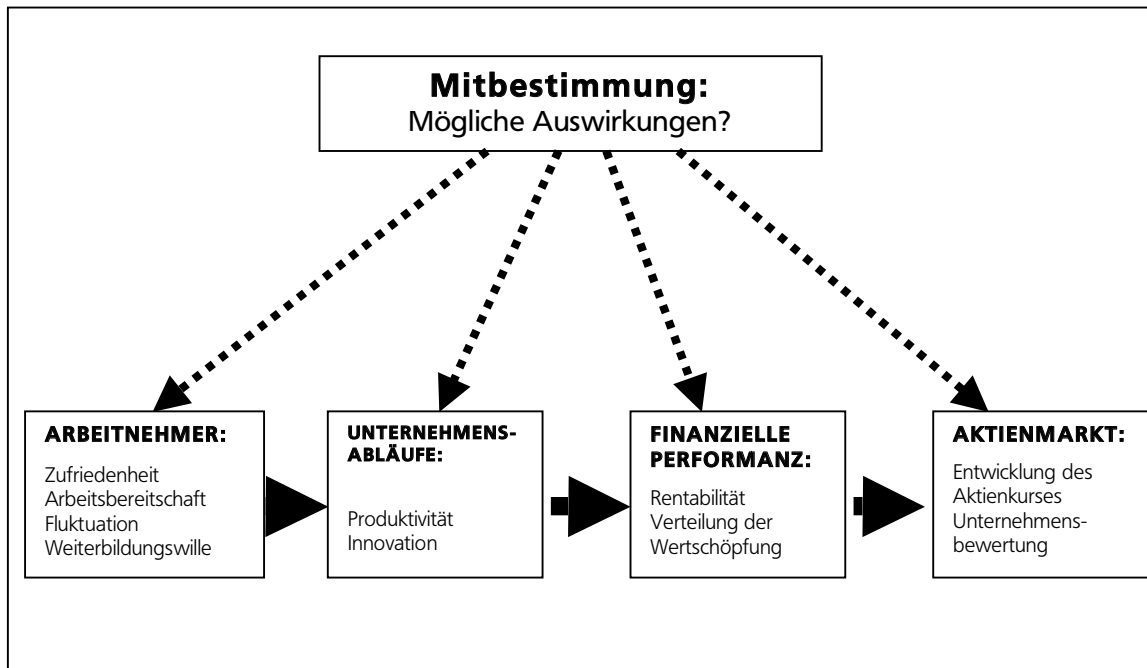 Mitbestimmung:
Mögliche Auswirkungen?
ARBEITNEHMER:
Zufriedenheit
Arbeitsbereitschaft
Fluktuation
Weiterbildungswille
UNTERNEHMENS-
ABLÄUFE:
Produktivität
Innovation
FINANZIELLE
PERFORMANZ:
Rentabilität
Verteilung der
Wertschöpfung
AKTIENMARKT:
Entwicklung des
Aktienkurses
Unternehmens-
bewertung